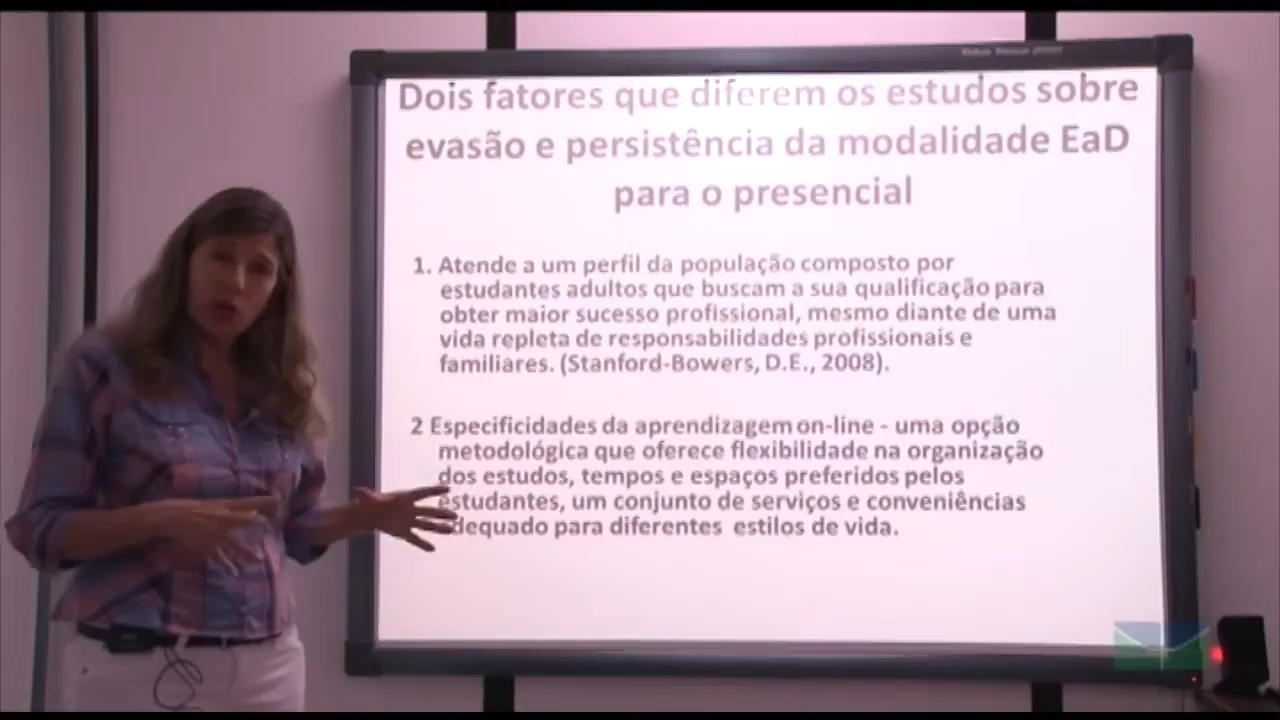 Dois fatores que diferem os estudos sobre
evasão e persistência da modalidade EaD
para o presencial
1. Atende a um perfil da população composto por
estudantes adultos que buscam a sua qualificação para
obter maior sucesso profissional, mesmo diante de uma
vida repleta de responsabilidades profissionais e
familiares. (Stanford-Bowers, D.E., 2008).
2 Especificidades da aprendizagem on-line - uma opção
metodológica que oferece flexibilidade na organização
dos estudos, tempos e espaços preferidos pelos
estudantes, um conjunto de serviços e conveniências
adequado para diferentes estilos de vida.